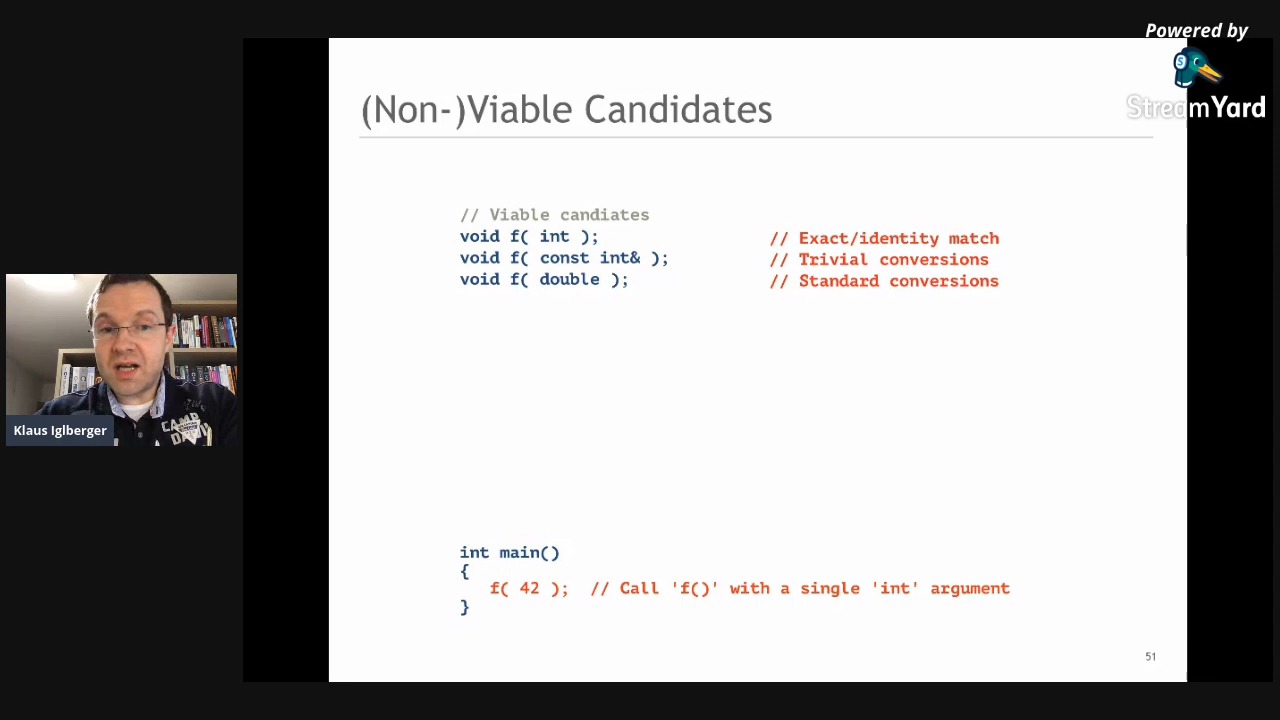 Powered by
StreamYard
(Non-)Viable Candidates
// Viable candiates
void f( int ); // Exact/identity match
void f( const int& ); // Trivial conversions
void f( double ); // Standard conversions
CAMP
Klaus Iglberger
int main()
{
f( 42 ); // Call 'f()' with a single 'int' argument
}
51